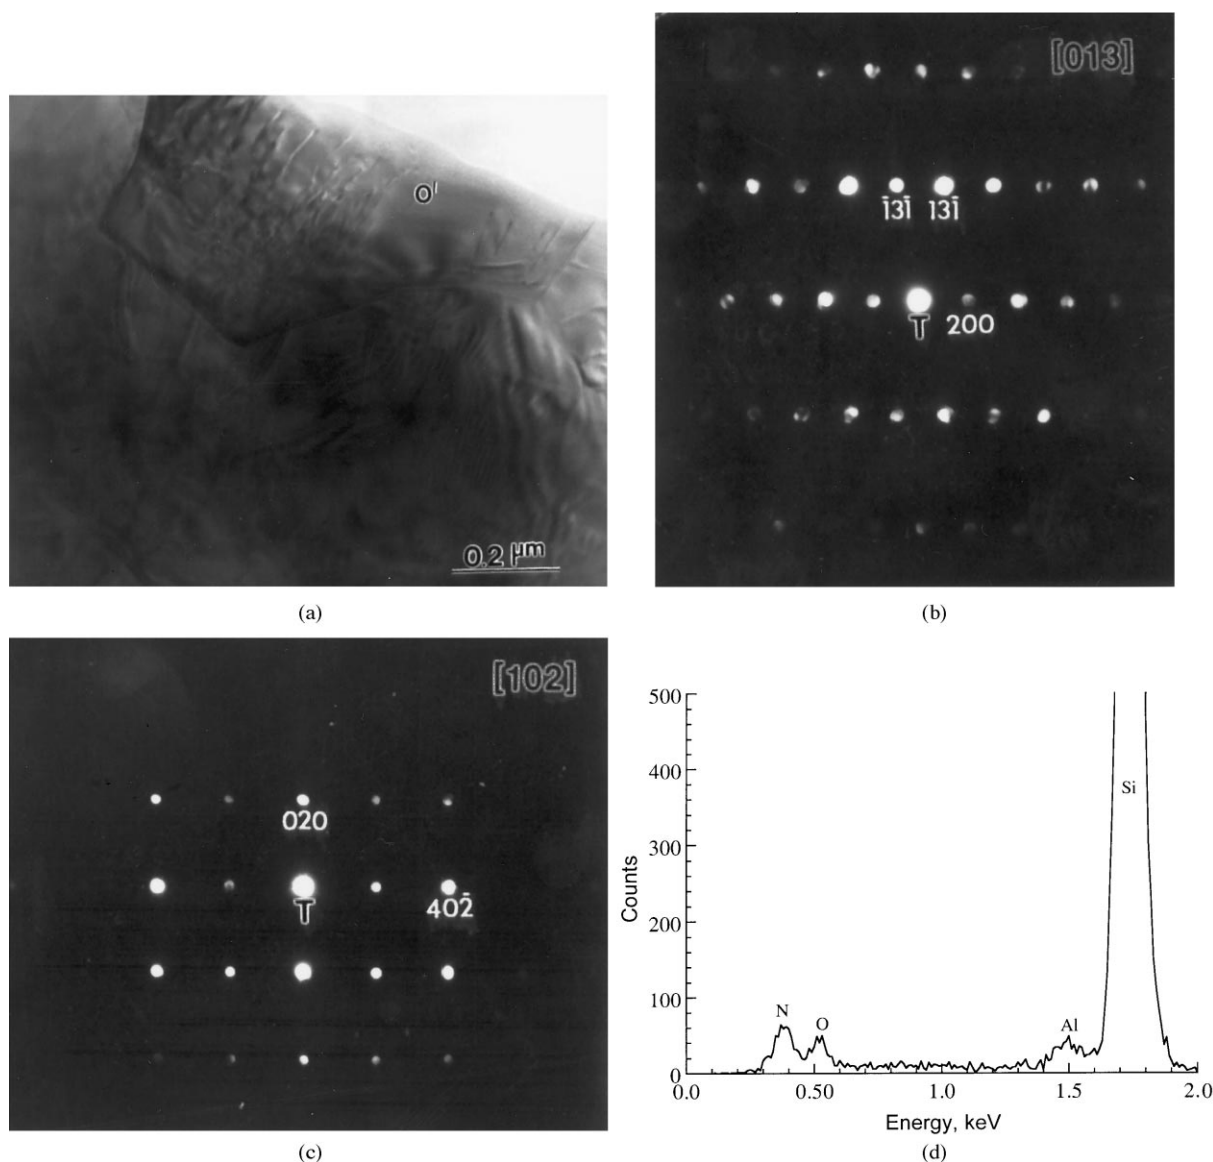 O'
0.2 μm
(a)
[013]
1̄31̄ 131̄
T 200
(b)
[102]
020
T
402̄
(c)
500
400
300
200
100
0
Counts
N
O
Al
Si
0.0 0.50 1.0 1.5 2.0
Energy, keV
(d)